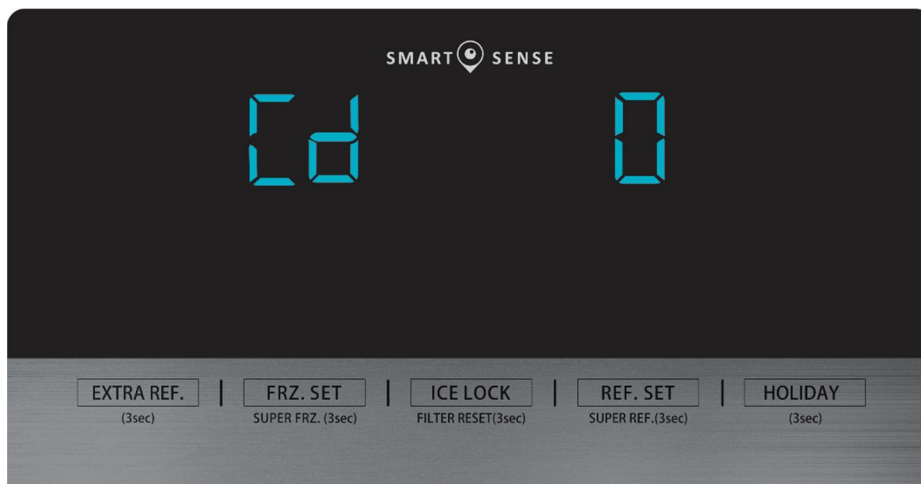 SMART SENSE
Cd 0
EXTRA REF. | FRZ. SET | ICE LOCK | REF. SET | HOLIDAY
(3sec) SUPER FRZ. (3sec) FILTER RESET(3sec) SUPER REF.(3sec) (3sec)